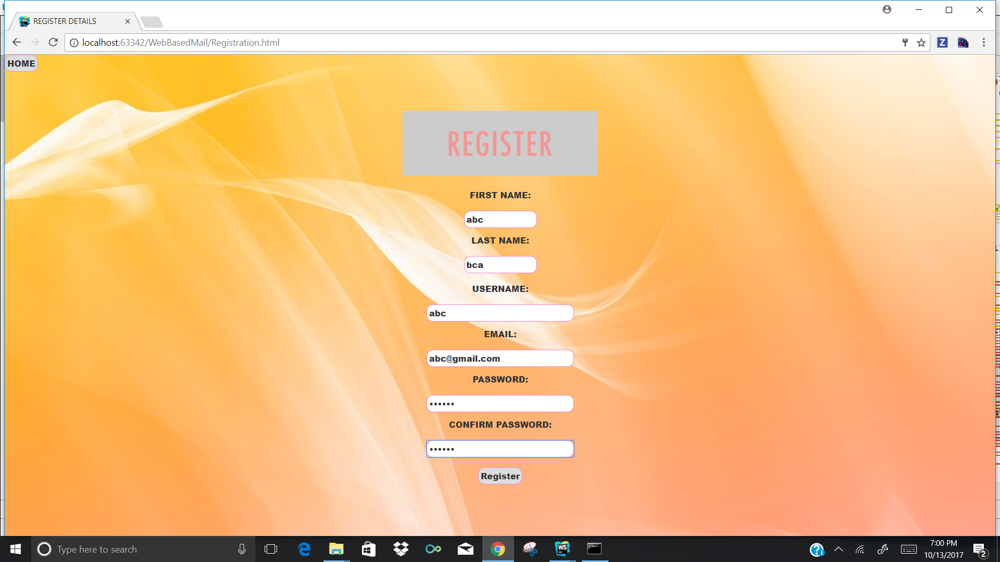 REGISTER DETAILS
localhost:63342/WebBasedMail/Registration.html
Z
HOME
REGISTER
FIRST NAME:
abc
LAST NAME:
bca
USERNAME:
abc
EMAIL:
abc@gmail.com
PASSWORD:
••••••
CONFIRM PASSWORD:
••••••
Register
Type here to search
WS
7:00 PM
10/13/2017
2